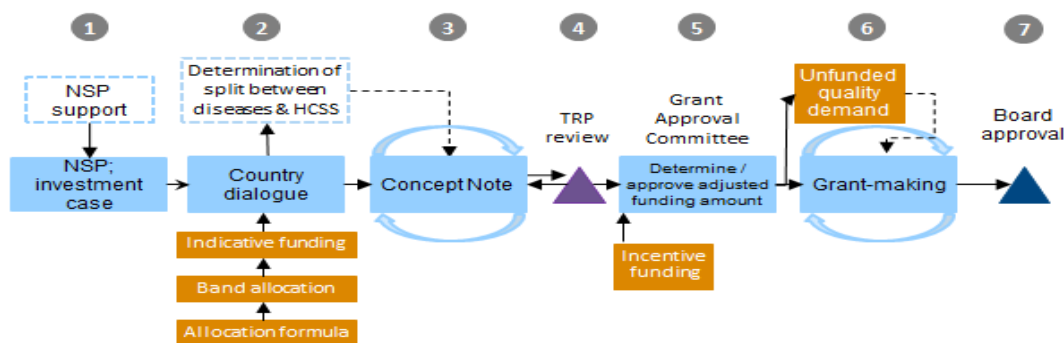 1
2
3
4
5
6
7
NSP
support
Determination of
split between
diseases & HCSS
Unfunded
quality
demand
TRP
review
Grant
Approval
Committee
Board
approval
NSP;
investment
case
Country
dialogue
Concept Note
Determine /
approve adjusted
funding amount
Grant-making
Indicative funding
Band allocation
Allocation formula
Incentive
funding